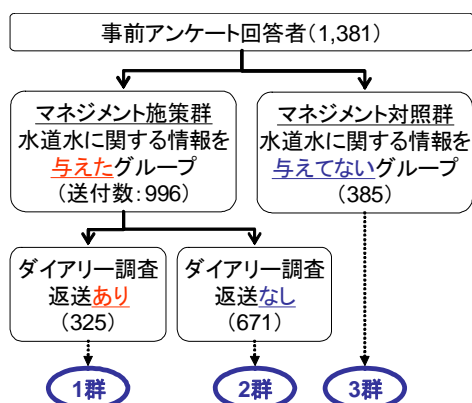 事前アンケート回答者(1,381)
マネジメント施策群
水道水に関する情報を
与えたグループ
(送付数:996)
マネジメント対照群
水道水に関する情報を
与えてないグループ
(385)
ダイアリー調査
返送あり
(325)
ダイアリー調査
返送なし
(671)
1群
2群
3群